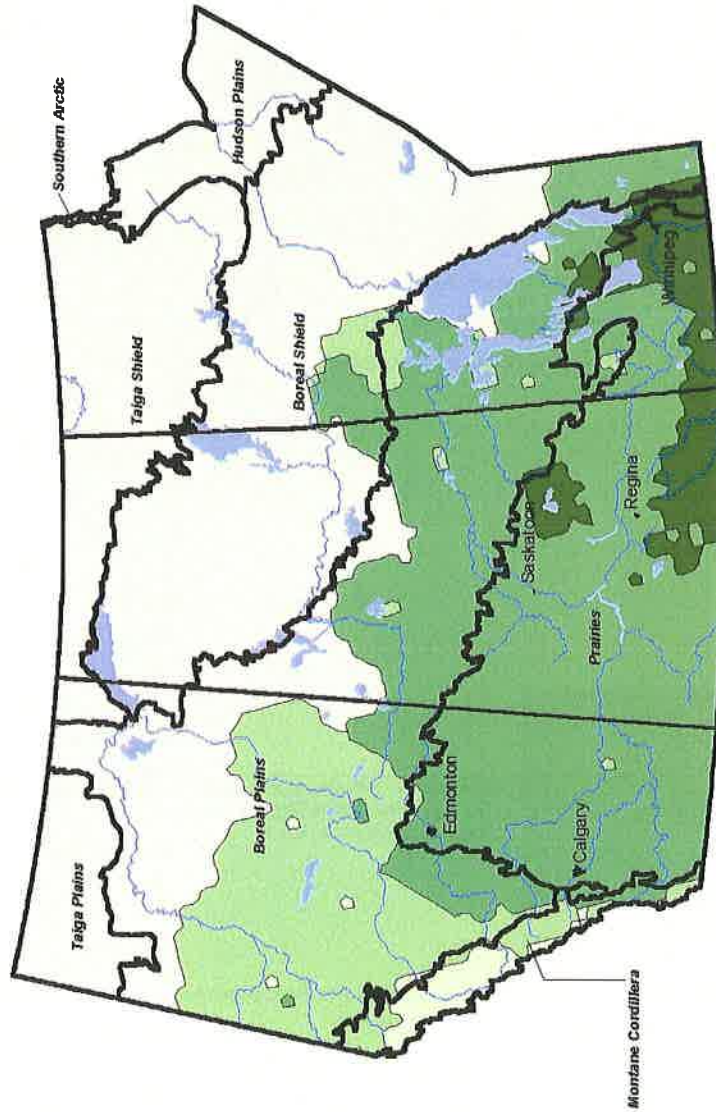 Southern Arctic
Taiga Shield
Hudson Plains
Taiga Plains
Boreal Shield
Boreal Plains
Edmonton
Saskatoon
Calgary
Prairies
Regina
Winnipeg
Montane Cordillera